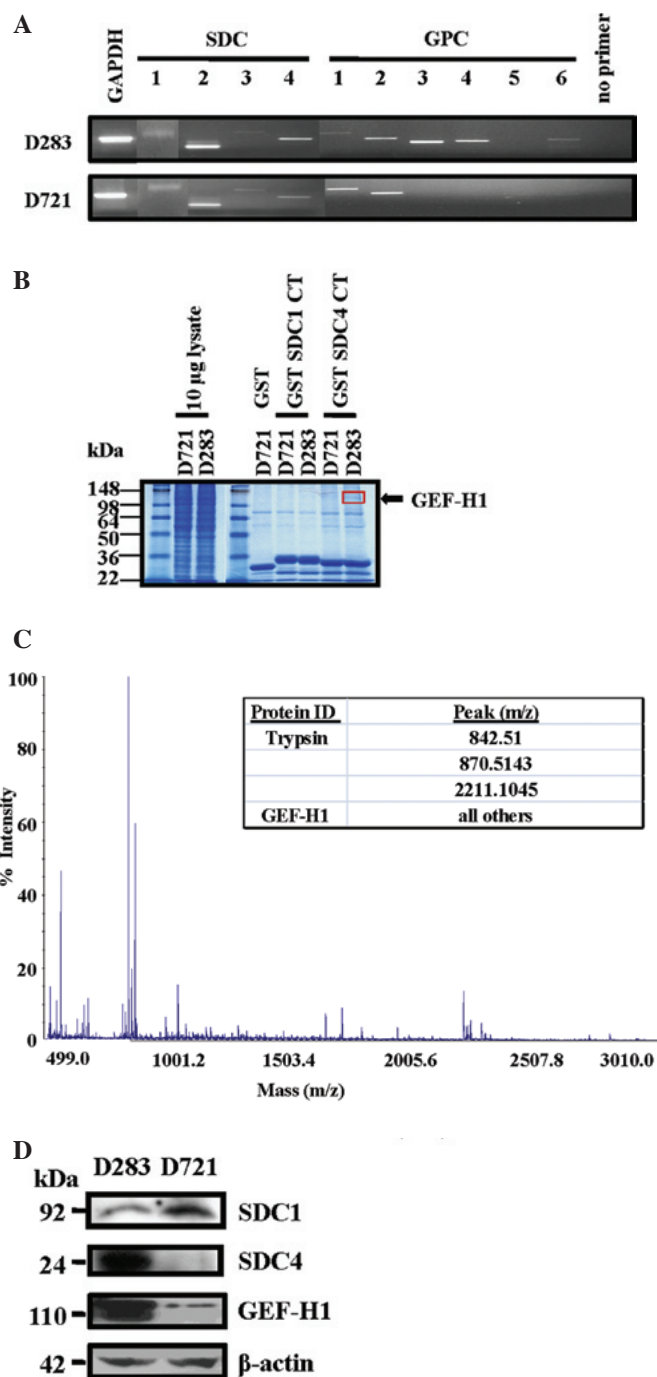 A
GAPDH
SDC
GPC
no primer
1 2 3 4 1 2 3 4 5 6
D283
D721
B
10 µg lysate
GST
GST SDC1 CT
GST SDC4 CT
D721 D283 D721 D721 D283 D721 D283
kDa
148
98
64
50
36
22
GEF-H1
C
100
80
60
40
20
0
% Intensity
499.0 1001.2 1503.4 2005.6 2507.8 3010.0
Mass (m/z)
Protein ID Peak (m/z)
Trypsin 842.51
870.5143
2211.1045
GEF-H1 all others
D
D283 D721
kDa
92 SDC1
24 SDC4
110 GEF-H1
42 β-actin